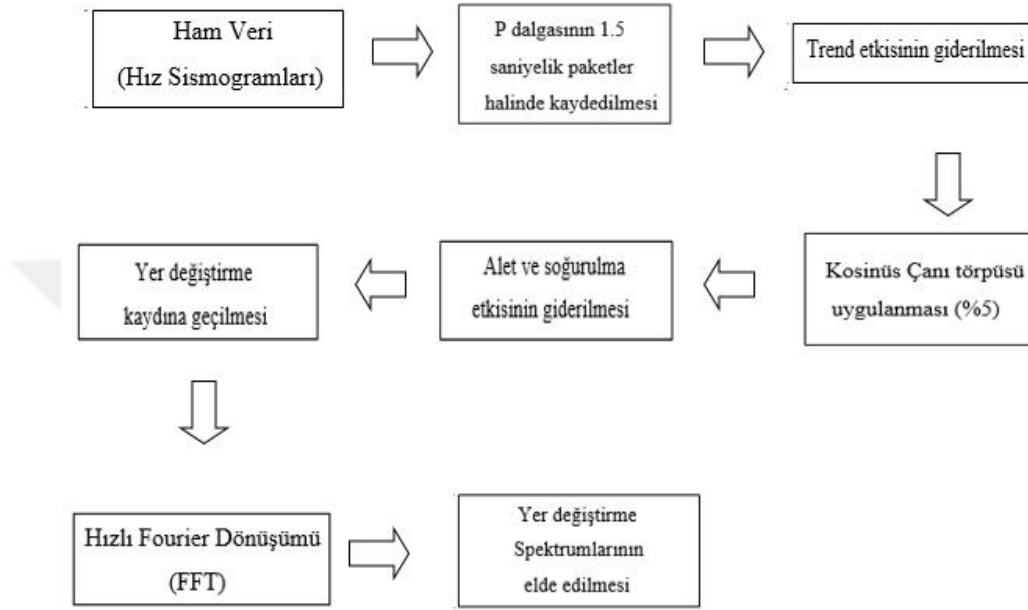 Ham Veri
(Hız Sismogramları)
P dalgasının 1.5
saniyelik paketler
halinde kaydedilmesi
Trend etkisinin giderilmesi
Kosinüs Çanı törpüsü
uygulanması (%5)
Alet ve soğurulma
etkisinin giderilmesi
Yer değiştirme
kaydına geçilmesi
Hızlı Fourier Dönüşümü
(FFT)
Yer değiştirme
Spektrumlarının
elde edilmesi